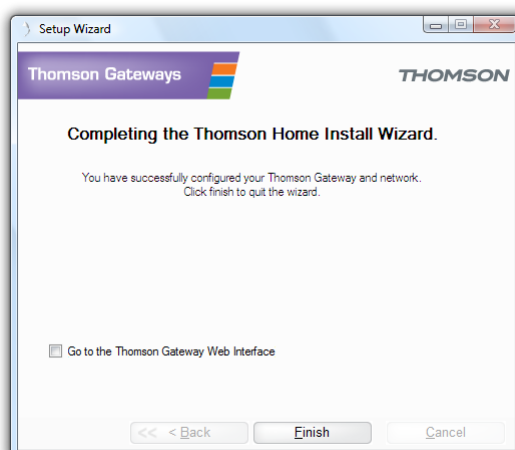 Setup Wizard
Thomson Gateways
THOMSON
Completing the Thomson Home Install Wizard.
You have successfully configured your Thomson Gateway and network.
Click finish to quit the wizard.
Go to the Thomson Gateway Web Interface
<< < Back
Finish
Cancel